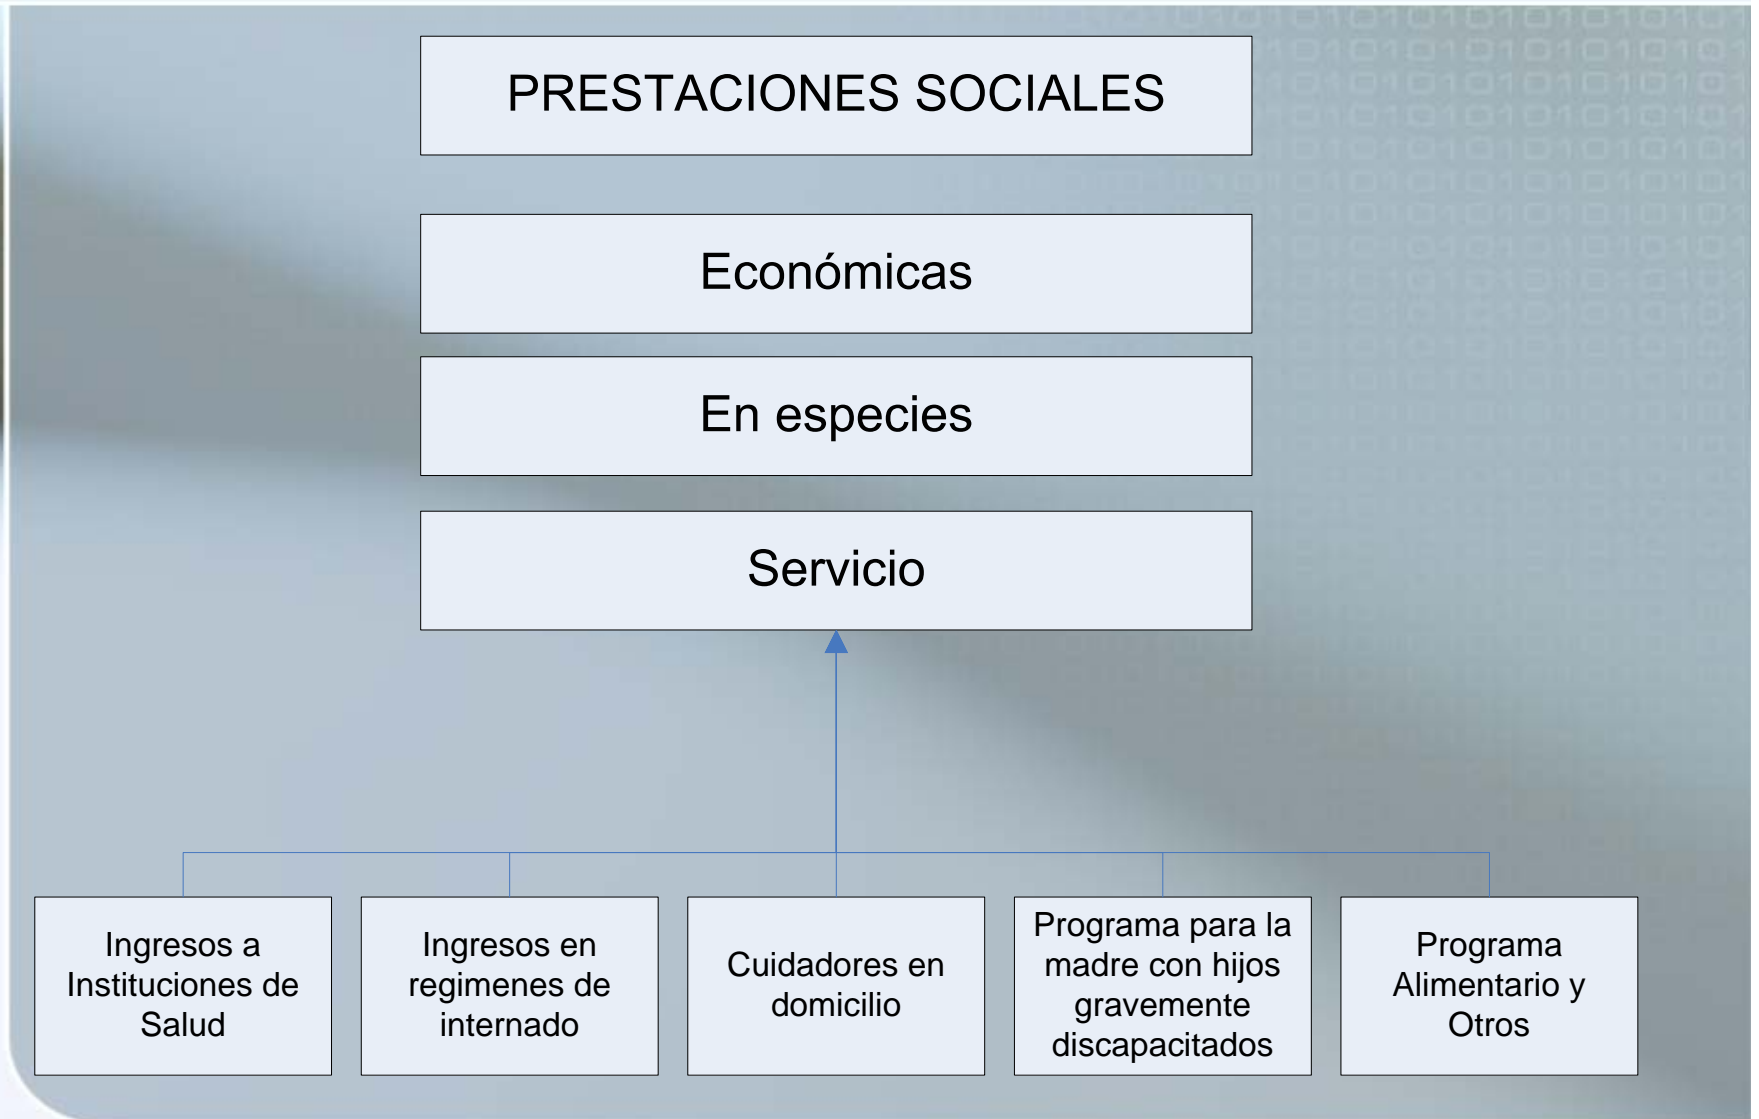 PRESTACIONES SOCIALES
Económicas
En especies
Servicio
Ingresos a
Instituciones de
Salud
Ingresos en
regimenes de
internado
Cuidadores en
domicilio
Programa para la
madre con hijos
gravemente
discapacitados
Programa
Alimentario y
Otros